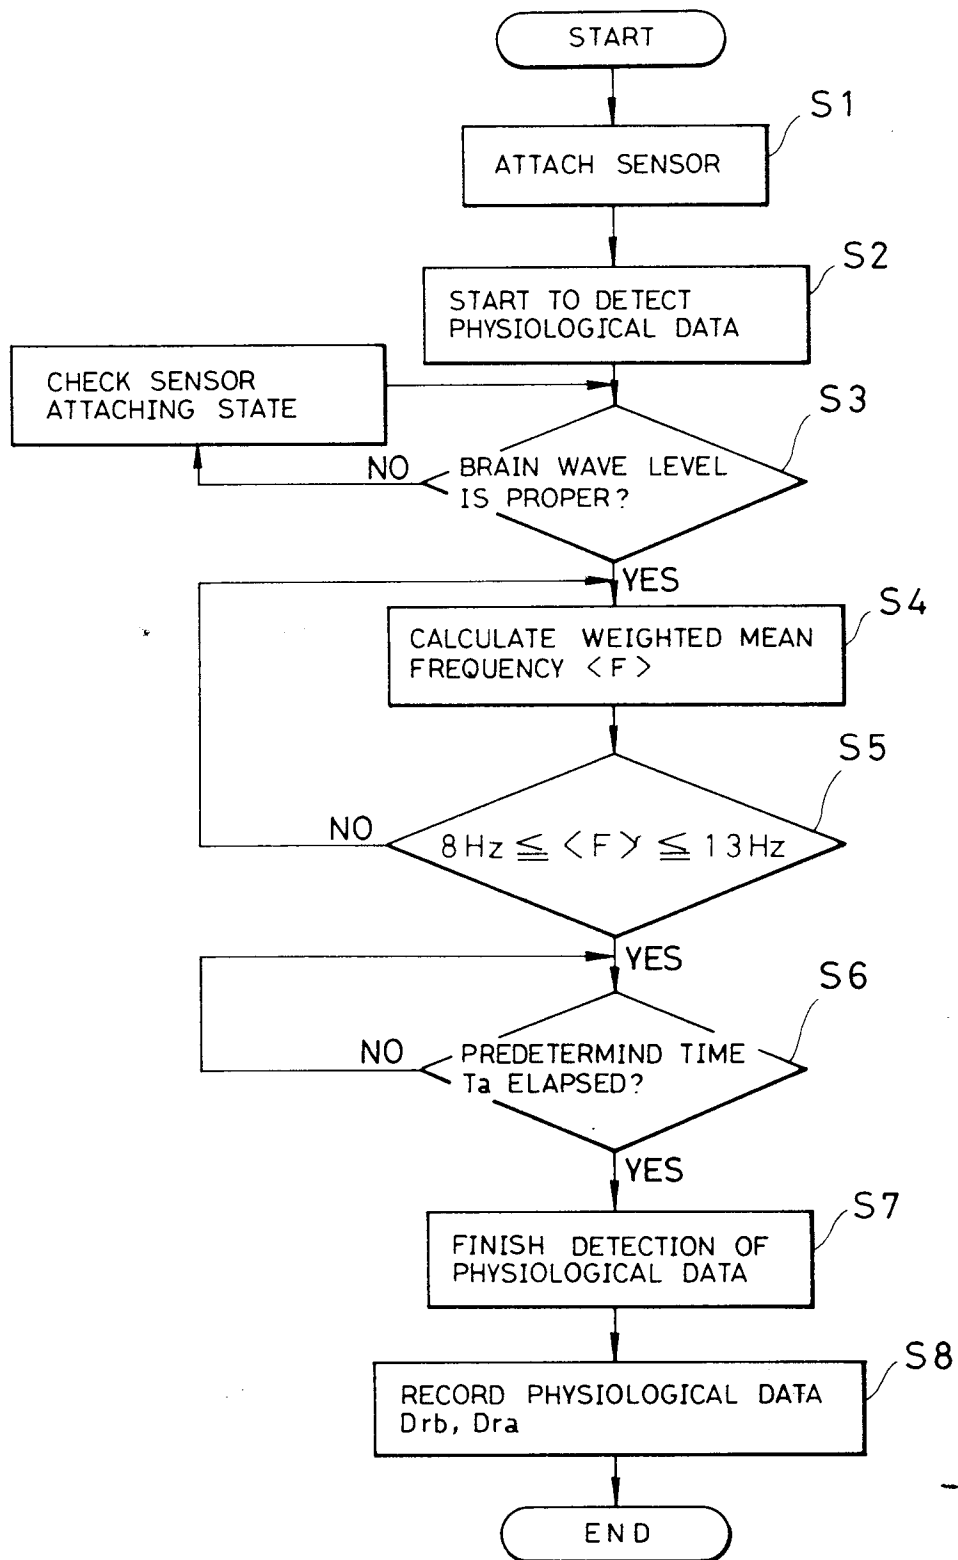 START
S1
ATTACH SENSOR
S2
START TO DETECT
PHYSIOLOGICAL DATA
CHECK SENSOR
ATTACHING STATE
S3
NO
BRAIN WAVE LEVEL
IS PROPER?
YES
S4
CALCULATE WEIGHTED MEAN
FREQUENCY <F>
S5
NO
8Hz ≦ <F> ≦ 13Hz
YES
S6
NO
PREDETERMIND TIME
Ta ELAPSED?
YES
S7
FINISH DETECTION OF
PHYSIOLOGICAL DATA
S8
RECORD PHYSIOLOGICAL DATA
Drb, Dra
END